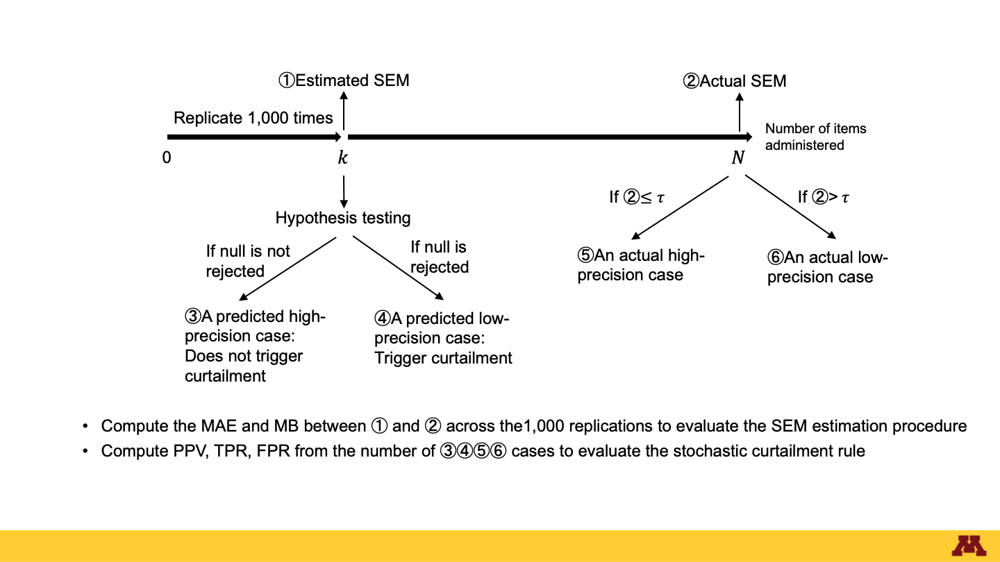 ①Estimated SEM
②Actual SEM
Replicate 1,000 times
Number of items
administered
0
k
N
If ②≤ τ
If ②> τ
Hypothesis testing
If null is not
rejected
If null is
rejected
⑤An actual high-
precision case
⑥An actual low-
precision case
③A predicted high-
precision case:
Does not trigger
curtailment
④A predicted low-
precision case:
Trigger curtailment
• Compute the MAE and MB between ① and ② across the1,000 replications to evaluate the SEM estimation procedure
• Compute PPV, TPR, FPR from the number of ③④⑤⑥ cases to evaluate the stochastic curtailment rule
M